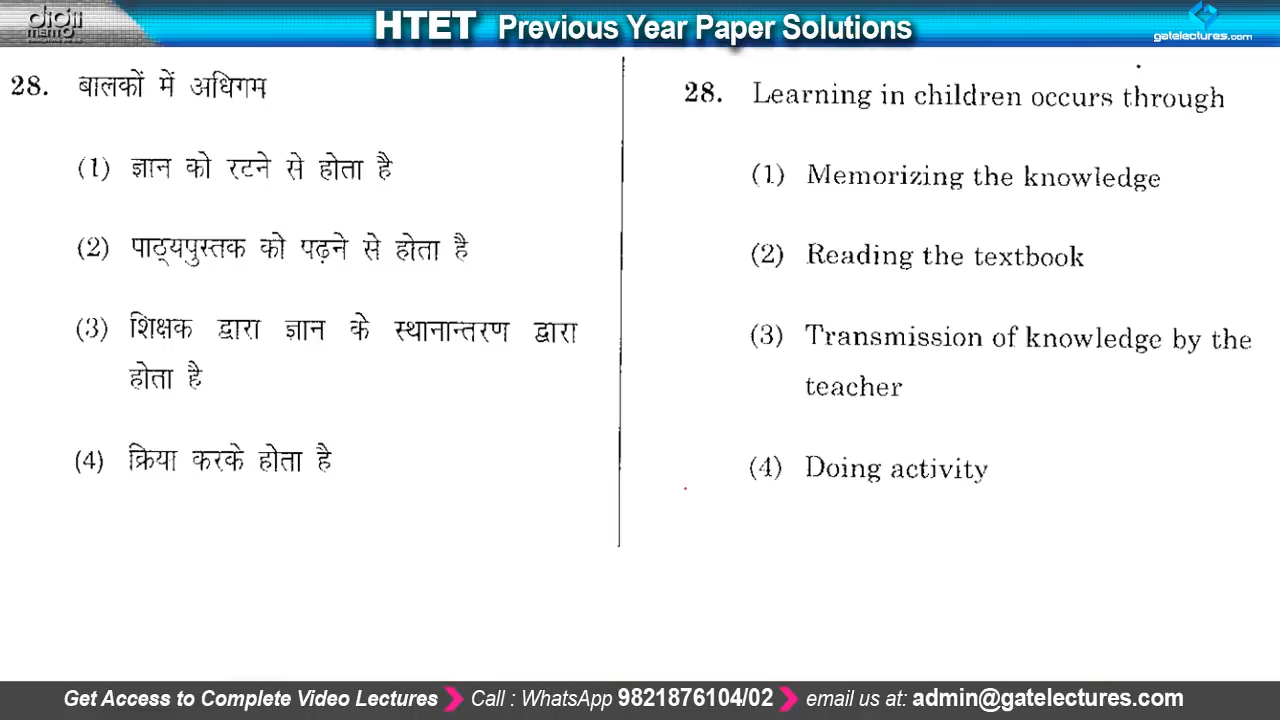 digii
MENTO
HTET Previous Year Paper Solutions
gatelectures.com
28. बालकों में अधिगम
(1) ज्ञान को रटने से होता है
(2) पाठ्यपुस्तक को पढ़ने से होता है
(3) शिक्षक द्वारा ज्ञान के स्थानान्तरण द्वारा
होता है
(4) क्रिया करके होता है
28. Learning in children occurs through
(1) Memorizing the knowledge
(2) Reading the textbook
(3) Transmission of knowledge by the
teacher
(4) Doing activity
Get Access to Complete Video Lectures Call : WhatsApp 9821876104/02 email us at: admin@gatelectures.com